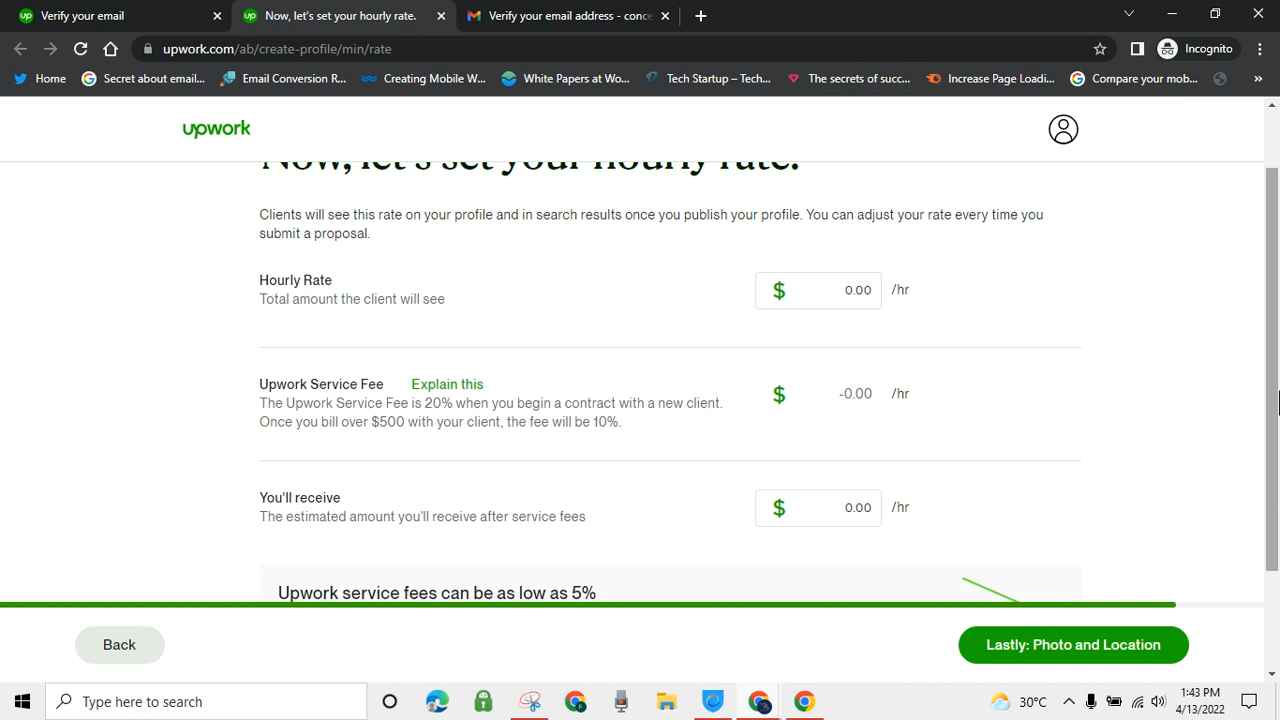 Verify your email
Now, let's set your hourly rate.
Verify your email address - conce
upwork.com/ab/create-profile/min/rate
Incognito
Home
Secret about email...
Email Conversion R...
Creating Mobile W...
White Papers at Wo...
Tech Startup – Tech...
The secrets of succ...
Increase Page Loadi...
Compare your mob...
»
upwork
Now, let's set your hourly rate.
Clients will see this rate on your profile and in search results once you publish your profile. You can adjust your rate every time you
submit a proposal.
Hourly Rate
Total amount the client will see
$ 0.00 /hr
Upwork Service Fee Explain this
The Upwork Service Fee is 20% when you begin a contract with a new client.
Once you bill over $500 with your client, the fee will be 10%.
$ -0.00 /hr
You'll receive
The estimated amount you'll receive after service fees
$ 0.00 /hr
Upwork service fees can be as low as 5%
Back
Lastly: Photo and Location
Type here to search
30°C
1:43 PM
4/13/2022